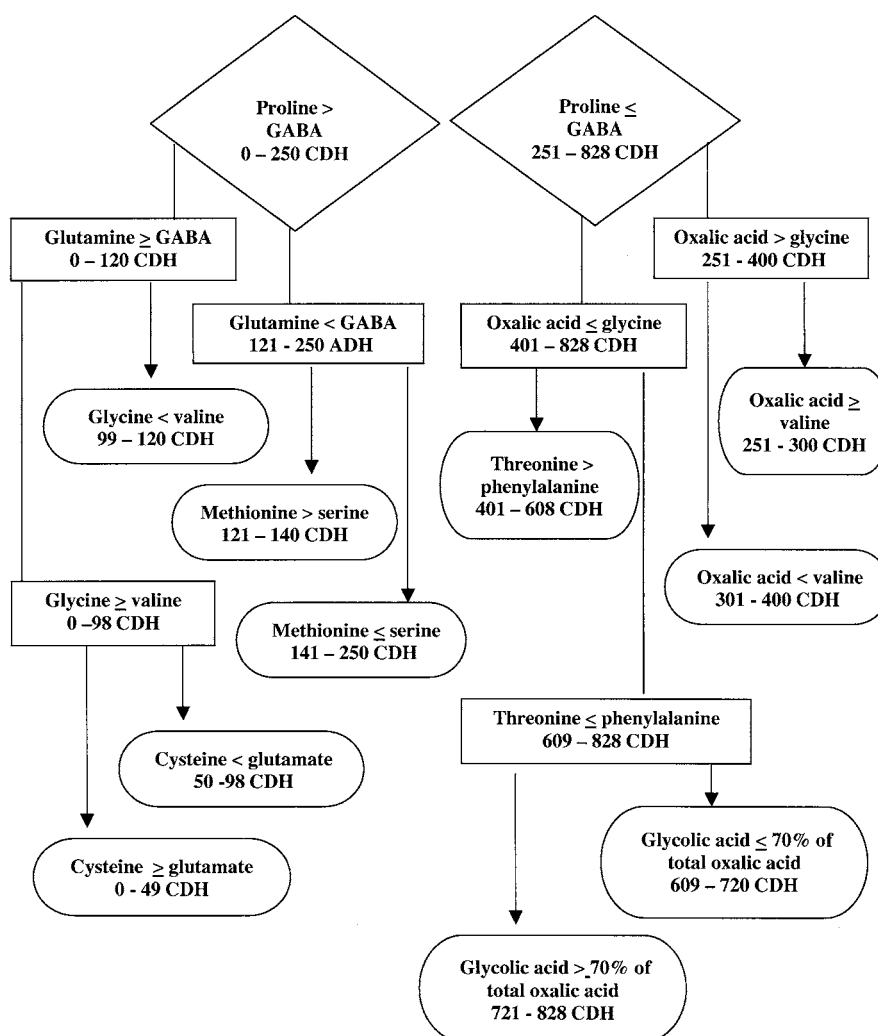 Proline >
GABA
0 – 250 CDH
Proline ≤
GABA
251 – 828 CDH
Glutamine ≥ GABA
0 – 120 CDH
Oxalic acid > glycine
251 - 400 CDH
Glutamine < GABA
121 - 250 ADH
Oxalic acid ≤ glycine
401 – 828 CDH
Glycine < valine
99 – 120 CDH
Oxalic acid ≥
valine
251 - 300 CDH
Threonine >
phenylalanine
401 – 608 CDH
Methionine > serine
121 – 140 CDH
Oxalic acid < valine
301 - 400 CDH
Glycine ≥ valine
0 –98 CDH
Methionine ≤ serine
141 – 250 CDH
Threonine ≤ phenylalanine
609 – 828 CDH
Cysteine < glutamate
50 -98 CDH
Glycolic acid ≤ 70% of
total oxalic acid
609 – 720 CDH
Cysteine ≥ glutamate
0 - 49 CDH
Glycolic acid > 70% of
total oxalic acid
721 - 828 CDH